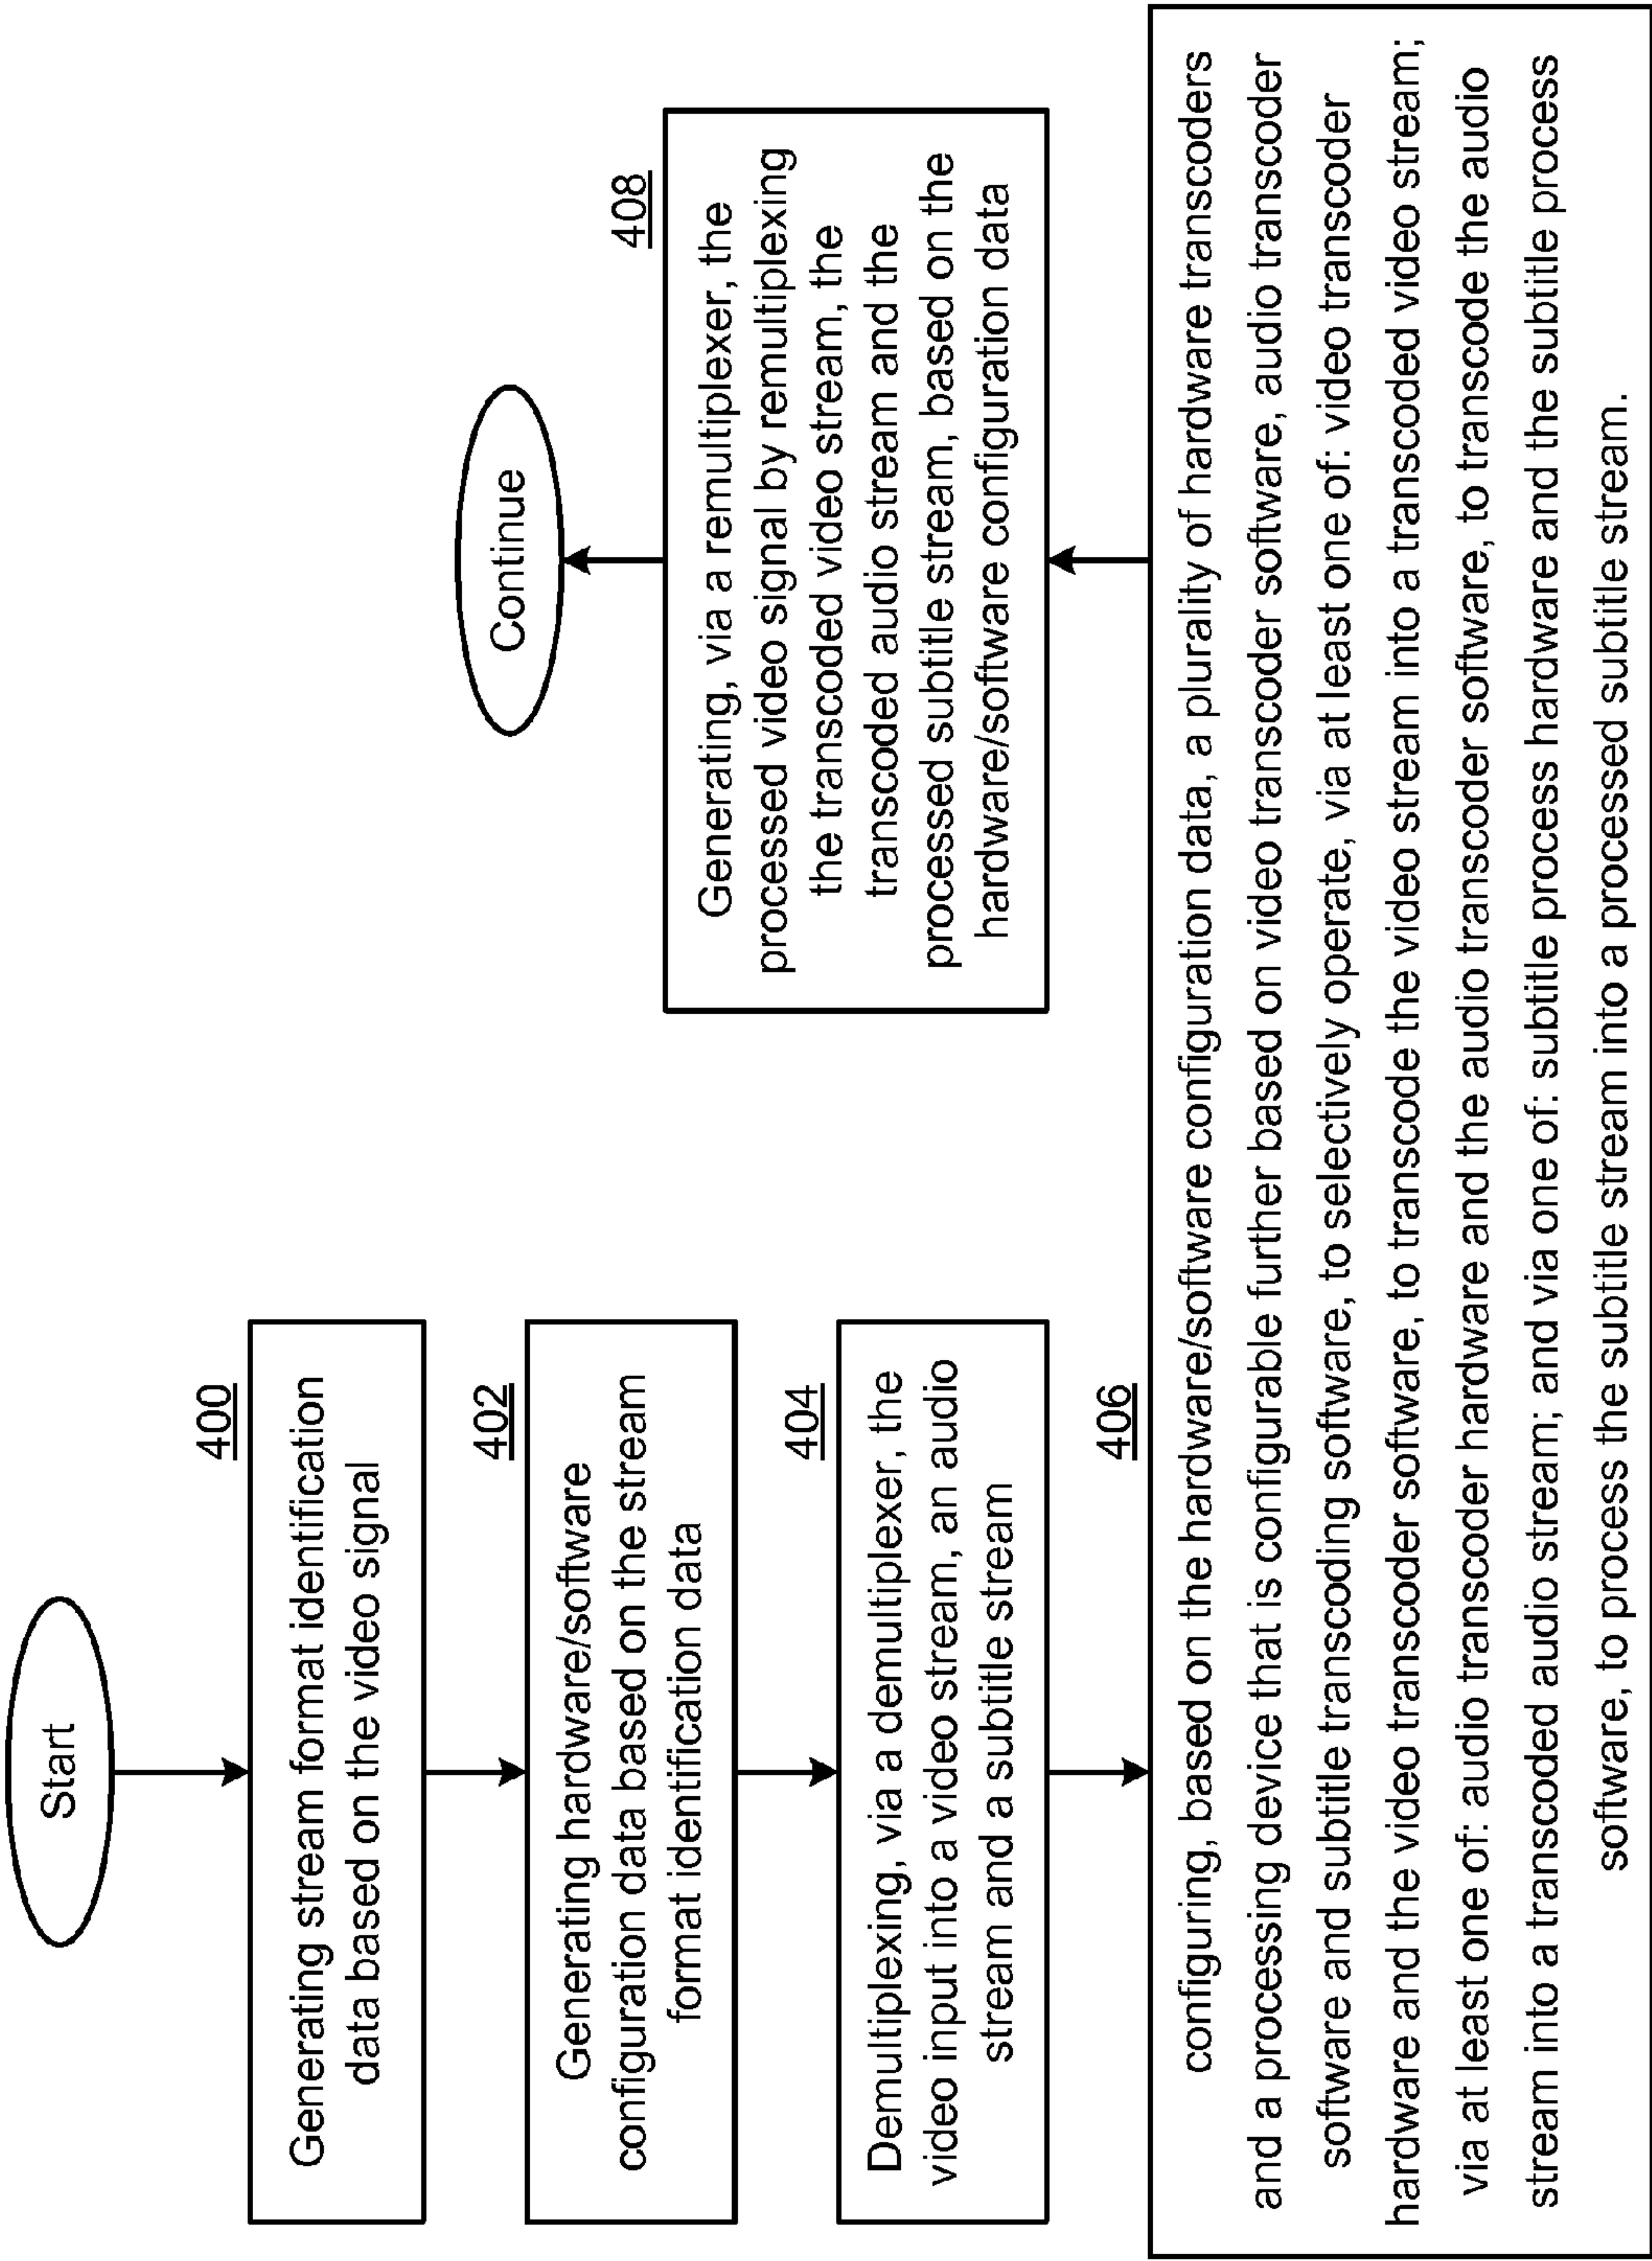 Start
400
Generating stream format identification
data based on the video signal
402
Generating hardware/software
configuration data based on the stream
format identification data
404
Demultiplexing, via a demultiplexer, the
video input into a video stream, an audio
stream and a subtitle stream
406
configuring, based on the hardware/software configuration data, a plurality of hardware transcoders
and a processing device that is configurable further based on video transcoder software, audio transcoder
software and subtitle transcoding software, to selectively operate, via at least one of: video transcoder
hardware and the video transcoder software, to transcode the video stream into a transcoded video stream;
via at least one of: audio transcoder hardware and the audio transcoder software, to transcode the audio
stream into a transcoded audio stream; and via one of: subtitle process hardware and the subtitle process
software, to process the subtitle stream into a processed subtitle stream.
408
Generating, via a remultiplexer, the
processed video signal by remultiplexing
the transcoded video stream, the
transcoded audio stream and the
processed subtitle stream, based on the
hardware/software configuration data
Continue